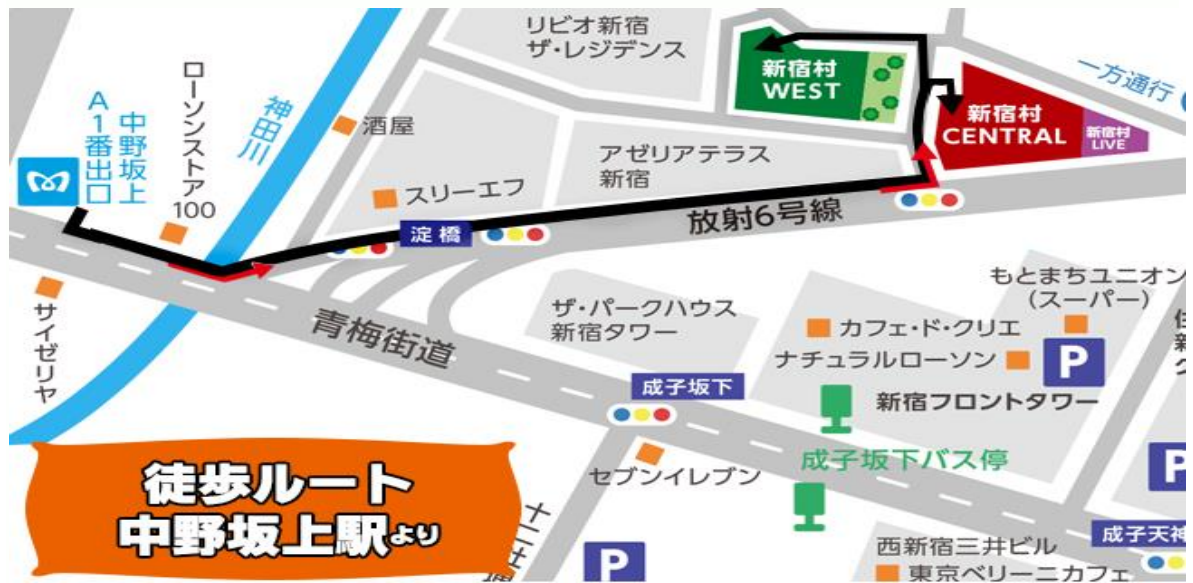 リビオ新宿
ザ・レジデンス
新宿村
WEST
一方通行
新宿村
CENTRAL
新宿村
LIVE
中野坂上
A1番出口
ローソンストア
100
神田川
酒屋
スリーエフ
アゼリアテラス
新宿
淀橋
放射6号線
サイゼリヤ
青梅街道
ザ・パークハウス
新宿タワー
もとまちユニオン
(スーパー)
カフェ・ド・クリエ
ナチュラルローソン
P
新宿フロントタワー
成子坂下
セブンイレブン
成子坂下バス停
P
徒歩ルート
中野坂上駅より
P
成子天神
西新宿三井ビル
東京ベリーニカフェ